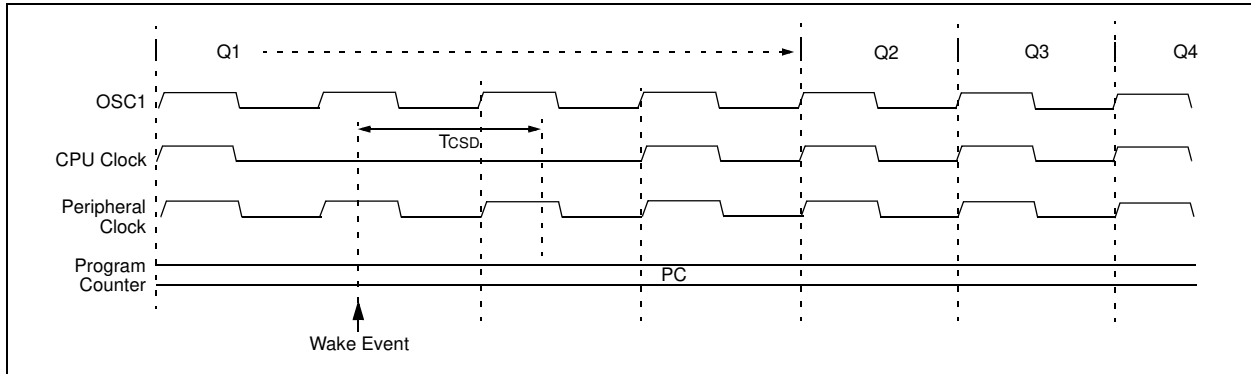 Q1
Q2
Q3
Q4
OSC1
TCSD
CPU Clock
Peripheral
Clock
Program
Counter
PC
Wake Event